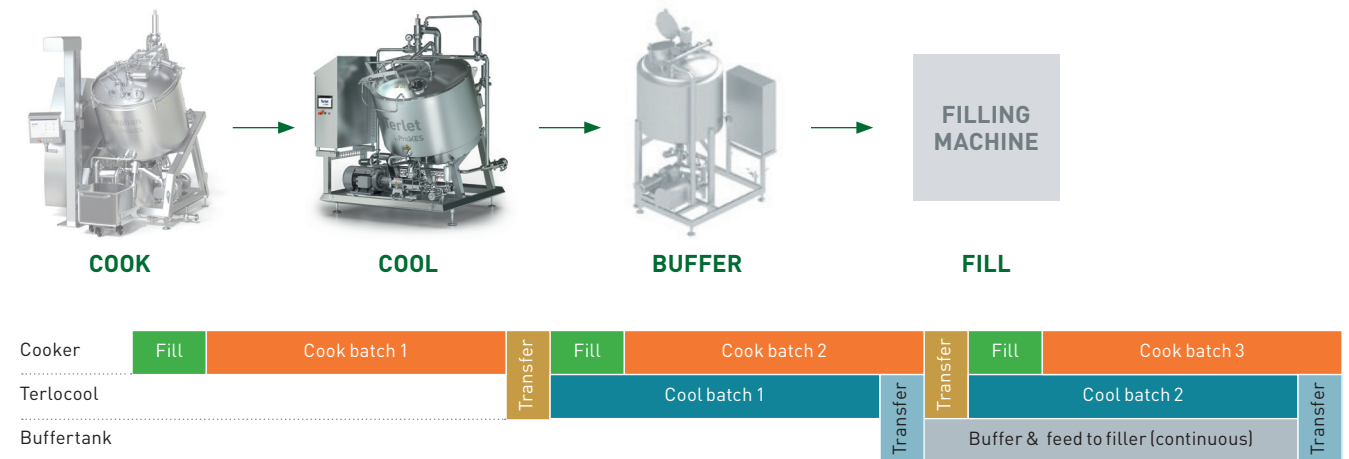 Terlet
FILLING
MACHINE
COOK
COOL
BUFFER
FILL
Cooker
Fill
Cook batch 1
Transfer
Fill
Cook batch 2
Transfer
Fill
Cook batch 3
Terlocool
Cool batch 1
Transfer
Cool batch 2
Transfer
Buffertank
Buffer & feed to filler (continuous)